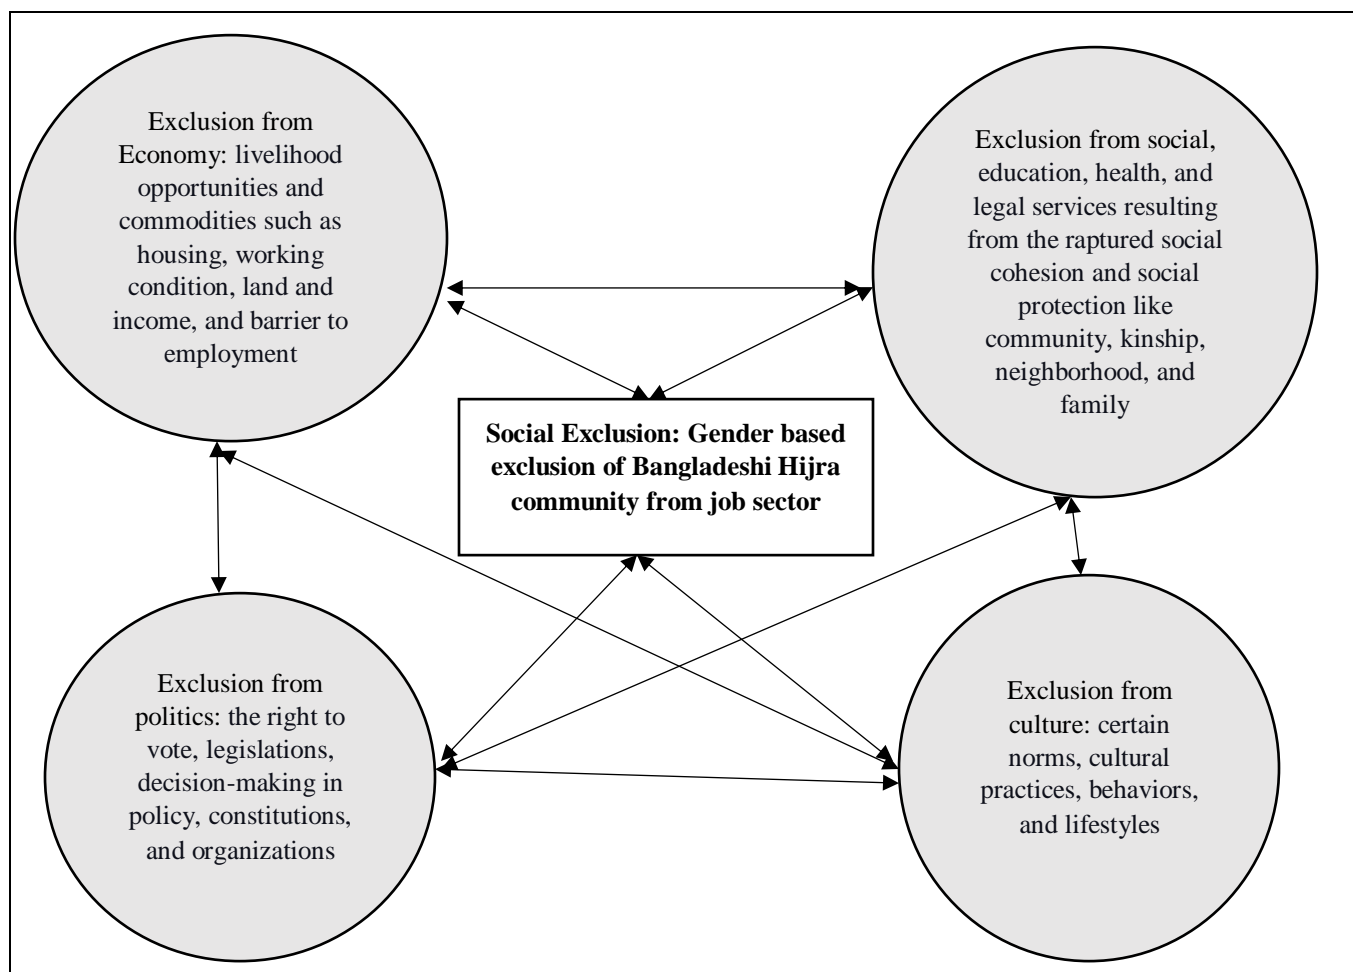 Exclusion from
Economy: livelihood
opportunities and
commodities such as
housing, working
condition, land and
income, and barrier to
employment
Exclusion from social,
education, health, and
legal services resulting
from the raptured social
cohesion and social
protection like
community, kinship,
neighborhood, and
family
Social Exclusion: Gender based
exclusion of Bangladeshi Hijra
community from job sector
Exclusion from
politics: the right to
vote, legislations,
decision-making in
policy, constitutions,
and organizations
Exclusion from
culture: certain
norms, cultural
practices, behaviors,
and lifestyles